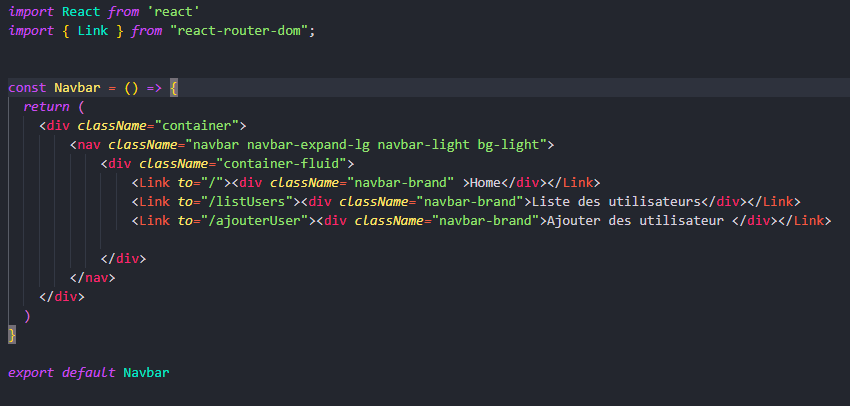 import React from 'react'
import { Link } from "react-router-dom";
const Navbar = () => {
return (
<div className="container">
<nav className="navbar navbar-expand-lg navbar-light bg-light">
<div className="container-fluid">
<Link to="/"><div className="navbar-brand" >Home</div></Link>
<Link to="/listUsers"><div className="navbar-brand">Liste des utilisateurs</div></Link>
<Link to="/ajouterUser"><div className="navbar-brand">Ajouter des utilisateur </div></Link>
</div>
</nav>
</div>
)
}
export default Navbar